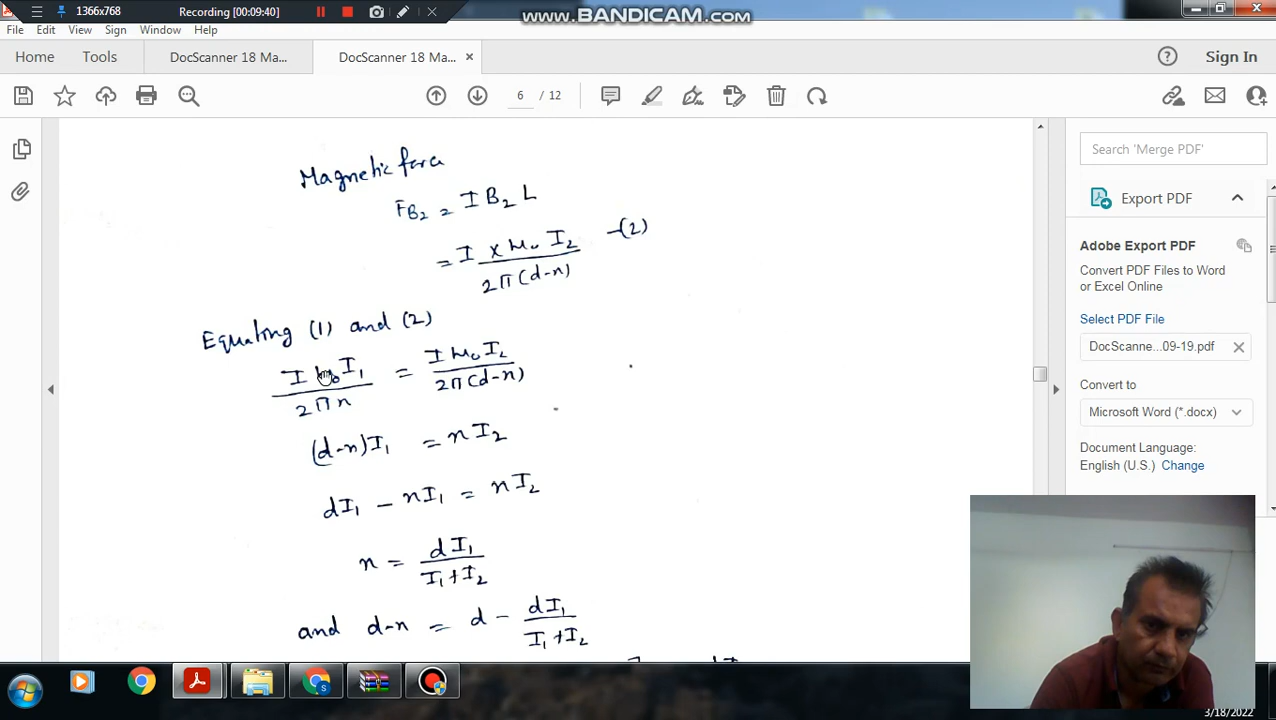 1366x768
Recording [00:09:40]
www.BANDICAM.com
File Edit View Sign Window Help
Home Tools DocScanner 18 Ma... DocScanner 18 Ma... ×
Sign In
6 / 12
Search 'Merge PDF'
Export PDF
Adobe Export PDF
Convert PDF Files to Word
or Excel Online
Select PDF File
DocScanne...09-19.pdf
Convert to
Microsoft Word (*.docx)
Document Language:
English (U.S.) Change
Magnetic force
F_B₂ = I B₂ L
= I × μ₀ I₂ / 2π(d-x) -(2)
Equating (1) and (2)
I μ₀ I₁ / 2πx = I μ₀ I₂ / 2π(d-x)
(d-x)I₁ = x I₂
dI₁ - xI₁ = xI₂
x = dI₁ / I₁+I₂
and d-x = d - dI₁ / I₁+I₂
3/18/2022